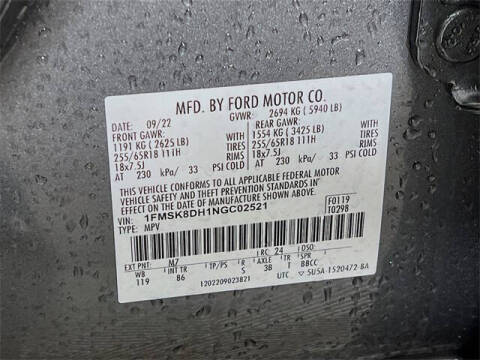 MFD. BY FORD MOTOR CO.
DATE: 09/22 GVWR: 2694 KG ( 5940 LB)
FRONT GAWR: REAR GAWR:
1191 KG ( 2625 LB) 1554 KG ( 3425 LB)
255/65R18 111H TIRES 255/65R18 111H TIRES
18x7.5J RIMS 18x7.5J RIMS
AT 230 kPa/ 33 PSI COLD AT 230 kPa/ 33 PSI COLD
THIS VEHICLE CONFORMS TO ALL APPLICABLE FEDERAL MOTOR
VEHICLE SAFETY AND THEFT PREVENTION STANDARDS IN
EFFECT ON THE DATE OF MANUFACTURE SHOWN ABOVE.
VIN: 1FMSK8DH1NGC02521 F0119
TYPE: MPV T0298
EXT PNT: M7 RC: 24 DSO:
WB INT TR TP/PS R AXLE TR SPR
119 86 S 3B T BBCC
1202209023821 UTC 5U5A-1520472-BA